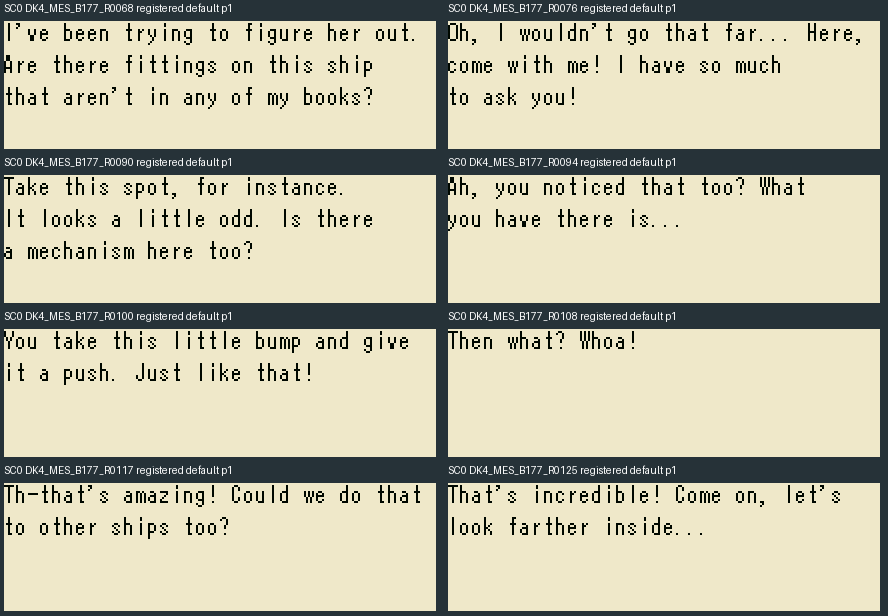 SC0 DK4_MES_B177_R0068 registered default p1
I've been trying to figure her out.
Are there fittings on this ship
that aren't in any of my books?
SC0 DK4_MES_B177_R0076 registered default p1
Oh, I wouldn't go that far... Here,
come with me! I have so much
to ask you!
SC0 DK4_MES_B177_R0090 registered default p1
Take this spot, for instance.
It looks a little odd. Is there
a mechanism here too?
SC0 DK4_MES_B177_R0094 registered default p1
Ah, you noticed that too? What
you have there is...
SC0 DK4_MES_B177_R0100 registered default p1
You take this little bump and give
it a push. Just like that!
SC0 DK4_MES_B177_R0108 registered default p1
Then what? Whoa!
SC0 DK4_MES_B177_R0117 registered default p1
Th-that's amazing! Could we do that
to other ships too?
SC0 DK4_MES_B177_R0125 registered default p1
That's incredible! Come on, let's
look farther inside...